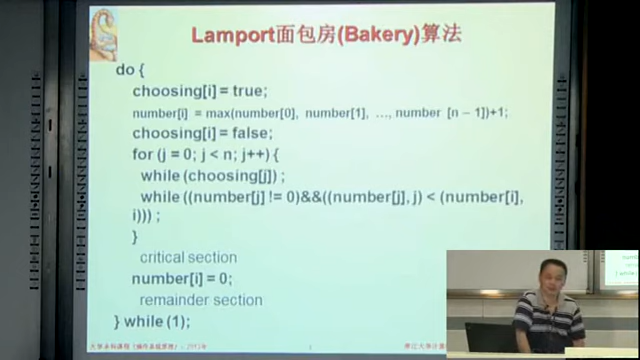 Lamport面包房(Bakery)算法
do {
choosing[i] = true;
number[i] = max(number[0], number[1], …, number [n – 1])+1;
choosing[i] = false;
for (j = 0; j < n; j++) {
while (choosing[j]) ;
while ((number[j] != 0)&&((number[j], j) < (number[i],
i))) ;
}
critical section
number[i] = 0;
remainder section
} while (1);